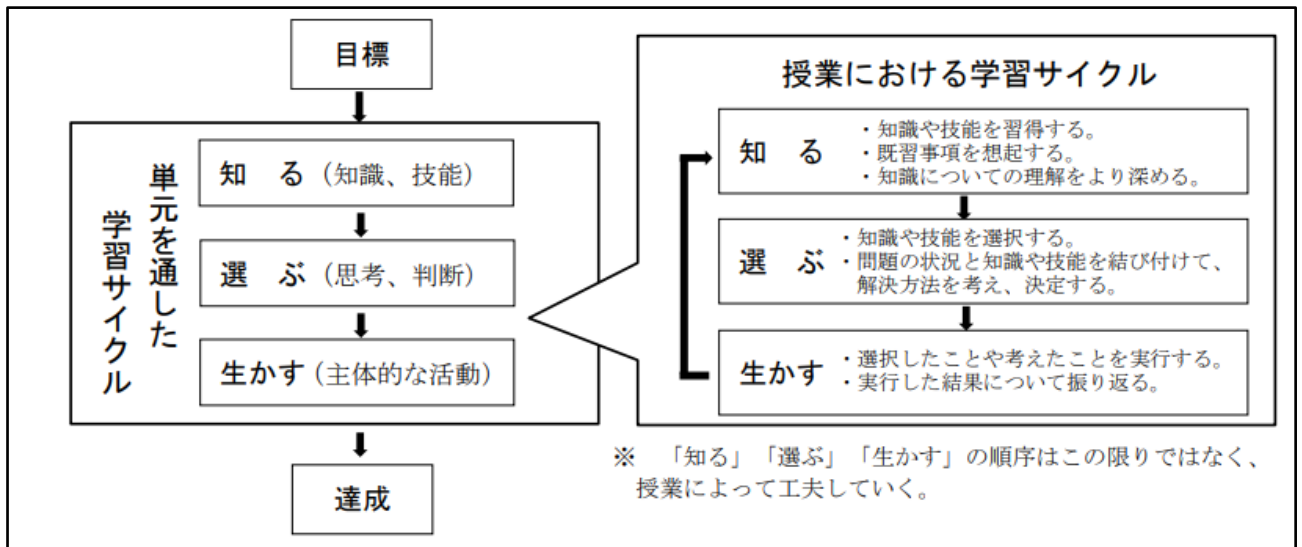 目標
単元を通した
学習サイクル
知　る（知識、技能）
選　ぶ（思考、判断）
生かす（主体的な活動）
達成
授業における学習サイクル
知　る
・知識や技能を習得する。
・既習事項を想起する。
・知識についての理解をより深める。
選　ぶ
・知識や技能を選択する。
・問題の状況と知識や技能を結び付けて、
解決方法を考え、決定する。
生かす
・選択したことや考えたことを実行する。
・実行した結果について振り返る。
※　「知る」「選ぶ」「生かす」の順序はこの限りではなく、
授業によって工夫していく。